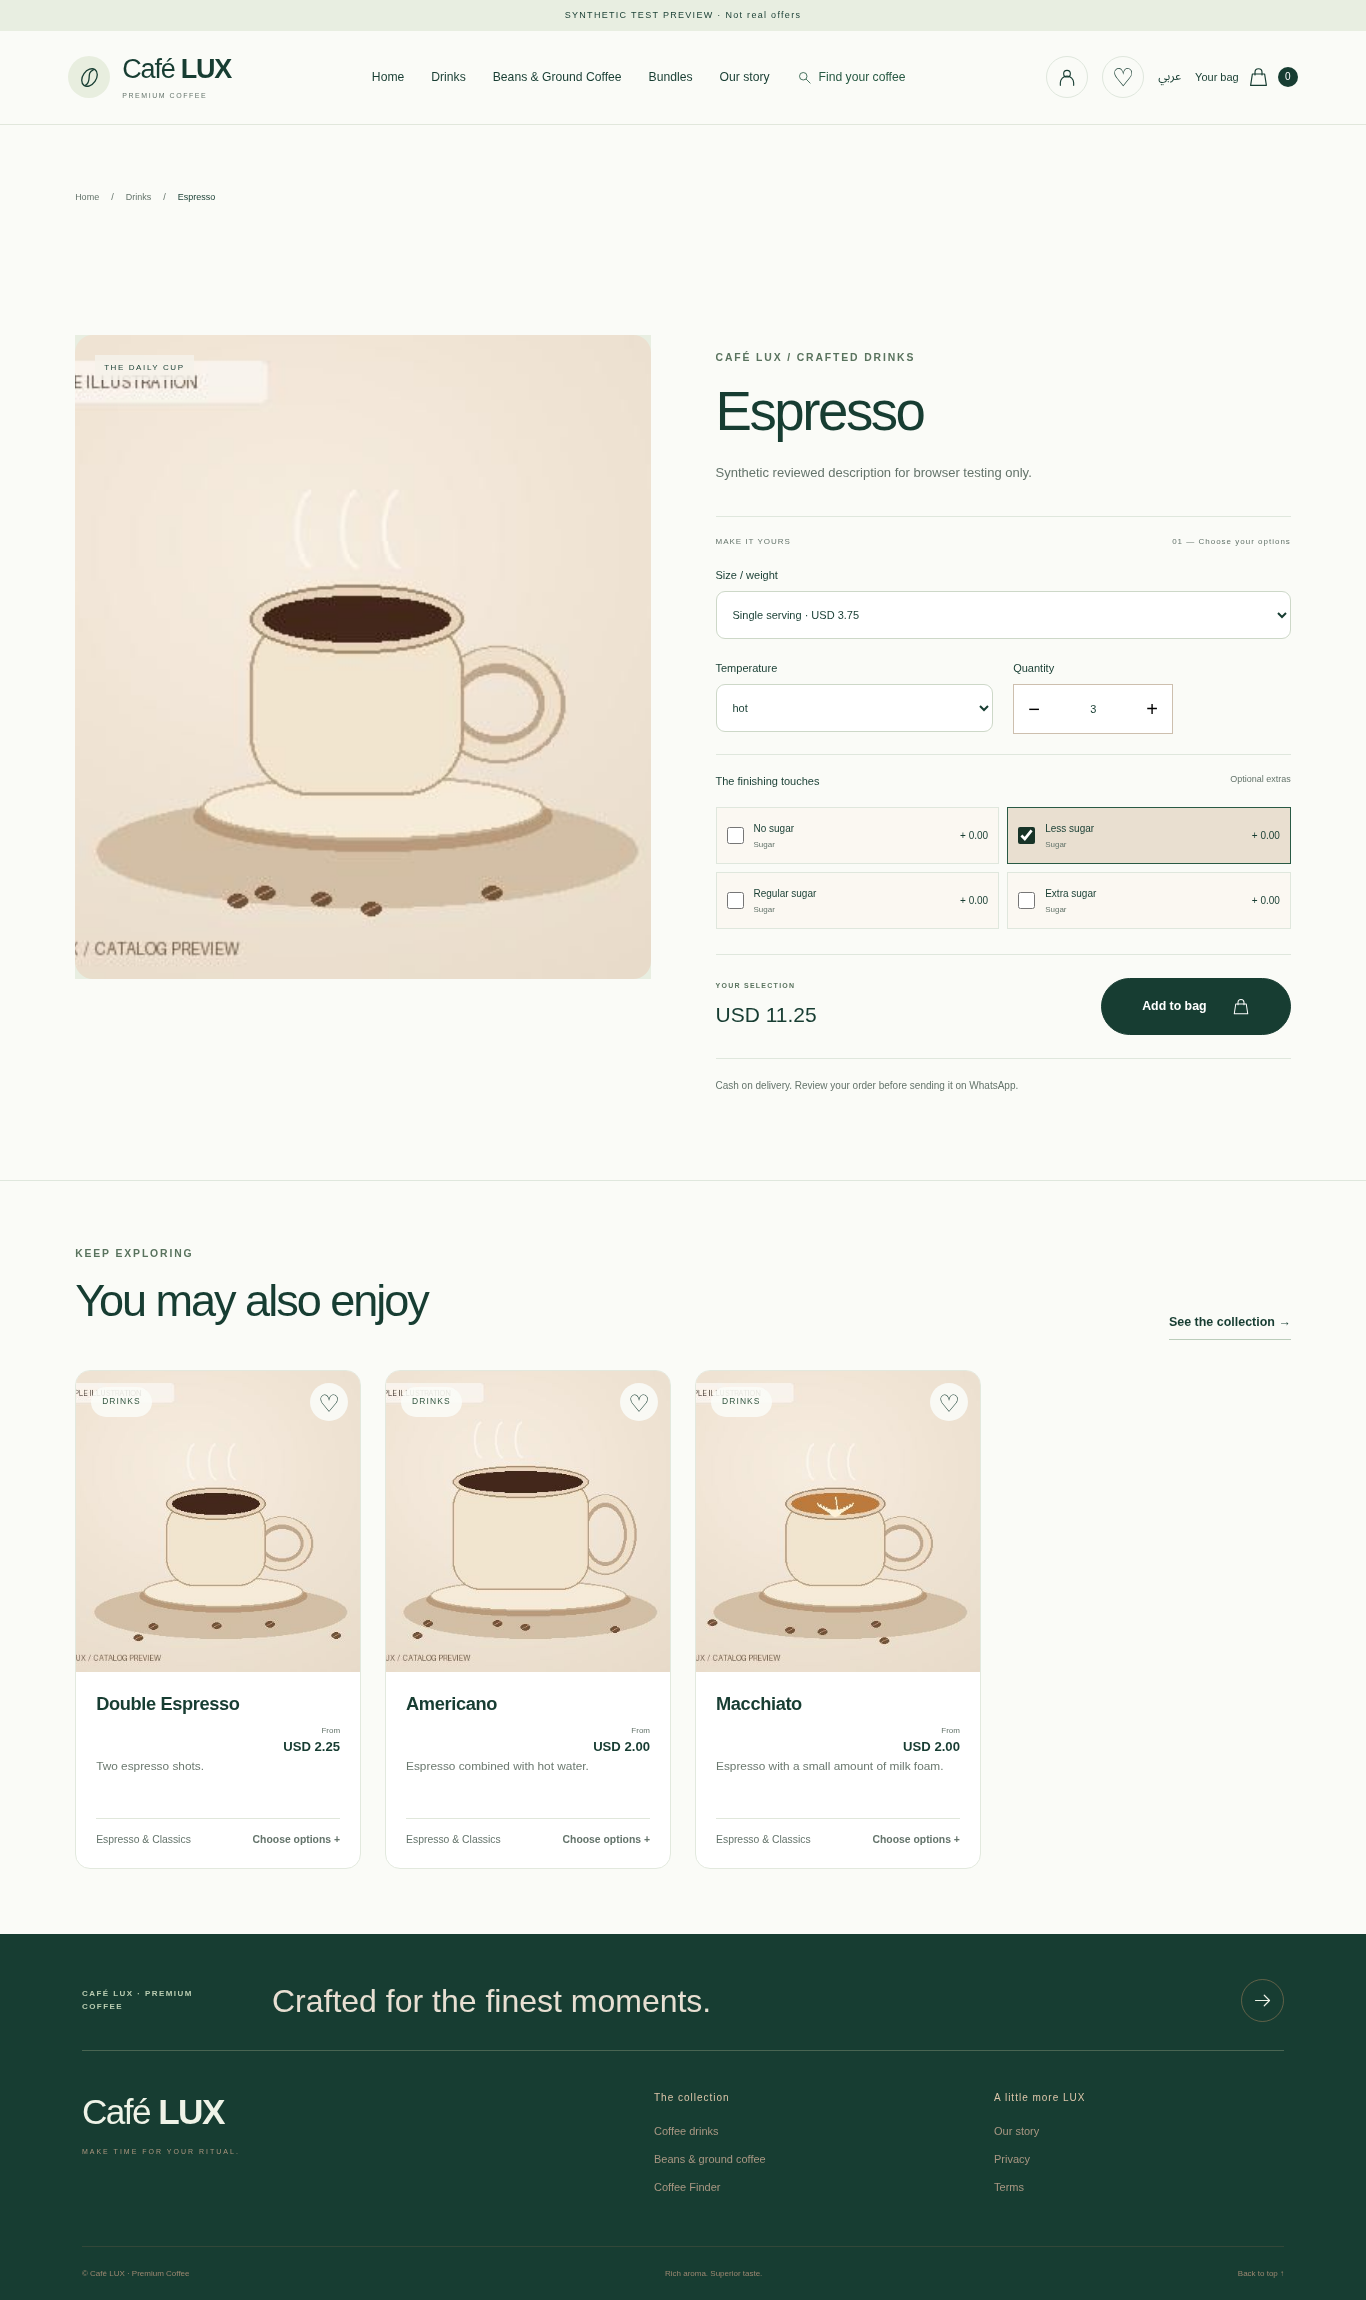 SYNTHETIC TEST PREVIEW · Not real offers
Café LUX
PREMIUM COFFEE
Home
Drinks
Beans & Ground Coffee
Bundles
Our story
Find your coffee
عربي
Your bag
0
Home / Drinks / Espresso
THE DAILY CUP
E ILLUSTRATION
/ CATALOG PREVIEW
CAFÉ LUX / CRAFTED DRINKS
Espresso
Synthetic reviewed description for browser testing only.
MAKE IT YOURS
01 — Choose your options
Size / weight
Single serving · USD 3.75
Temperature
Quantity
hot
− 3 +
The finishing touches
Optional extras
No sugar
Sugar
+ 0.00
Less sugar
Sugar
+ 0.00
Regular sugar
Sugar
+ 0.00
Extra sugar
Sugar
+ 0.00
YOUR SELECTION
USD 11.25
Add to bag
Cash on delivery. Review your order before sending it on WhatsApp.
KEEP EXPLORING
You may also enjoy
See the collection →
DRINKS
UX / CATALOG PREVIEW
Double Espresso
From
USD 2.25
Two espresso shots.
Espresso & Classics
Choose options +
DRINKS
UX / CATALOG PREVIEW
Americano
From
USD 2.00
Espresso combined with hot water.
Espresso & Classics
Choose options +
DRINKS
UX / CATALOG PREVIEW
Macchiato
From
USD 2.00
Espresso with a small amount of milk foam.
Espresso & Classics
Choose options +
CAFÉ LUX · PREMIUM
COFFEE
Crafted for the finest moments.
Café LUX
MAKE TIME FOR YOUR RITUAL.
The collection
Coffee drinks
Beans & ground coffee
Coffee Finder
A little more LUX
Our story
Privacy
Terms
© Café LUX · Premium Coffee
Rich aroma. Superior taste.
Back to top ↑